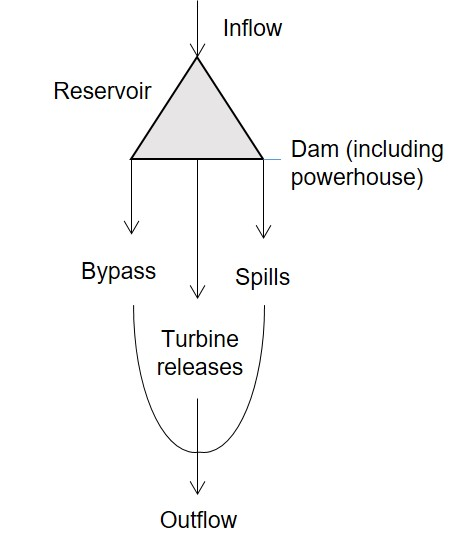 Inflow
Reservoir
Dam (including
powerhouse)
Bypass
Spills
Turbine
releases
Outflow